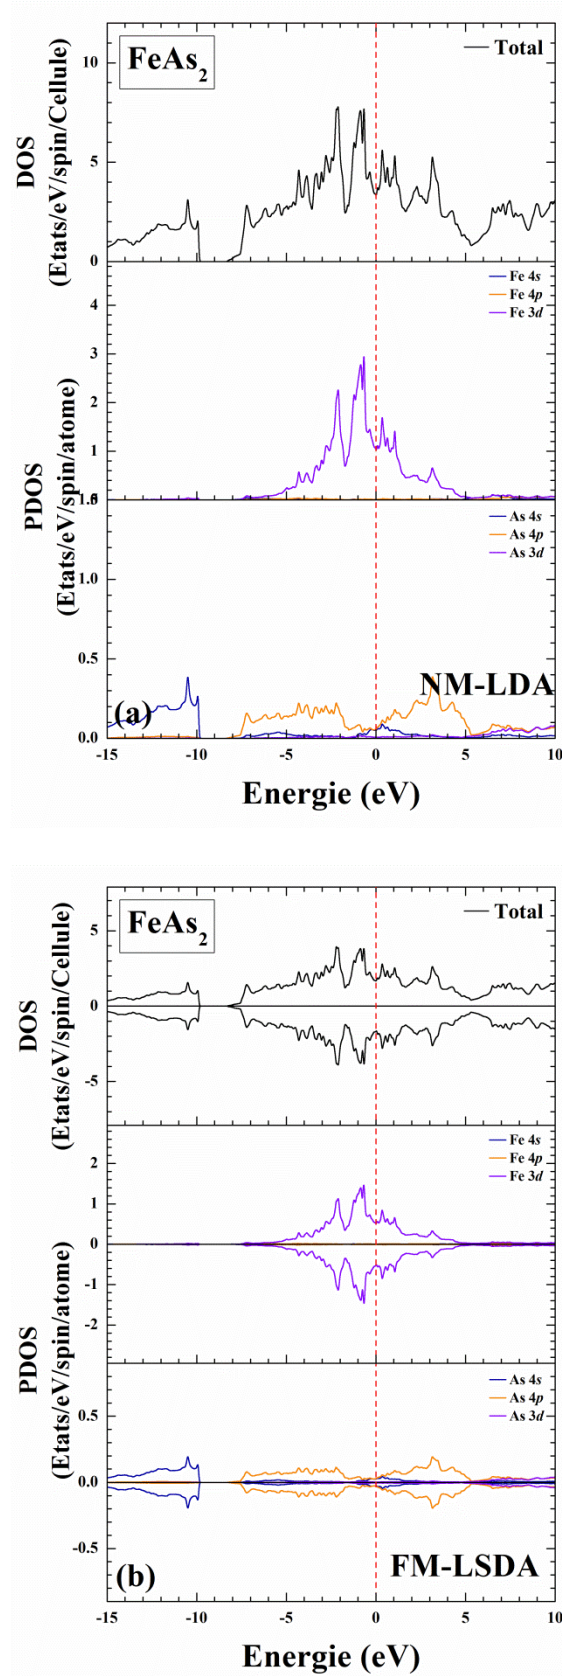 FeAs2
Total
10
5
0
DOS
(Etats/eV/spin/Cellule)
Fe 4s
Fe 4p
Fe 3d
4
3
2
1
As 4s
As 4p
As 3d
1.0
0.5
0.0
PDOS
(Etats/eV/spin/atome)
(a)
NM-LDA
-15 -10 -5 0 5 10
Energie (eV)
FeAs2
Total
5
0
-5
DOS
(Etats/eV/spin/Cellule)
Fe 4s
Fe 4p
Fe 3d
2
1
0
-1
-2
As 4s
As 4p
As 3d
0.5
0.0
-0.5
PDOS
(Etats/eV/spin/atome)
(b)
FM-LSDA
-15 -10 -5 0 5 10
Energie (eV)